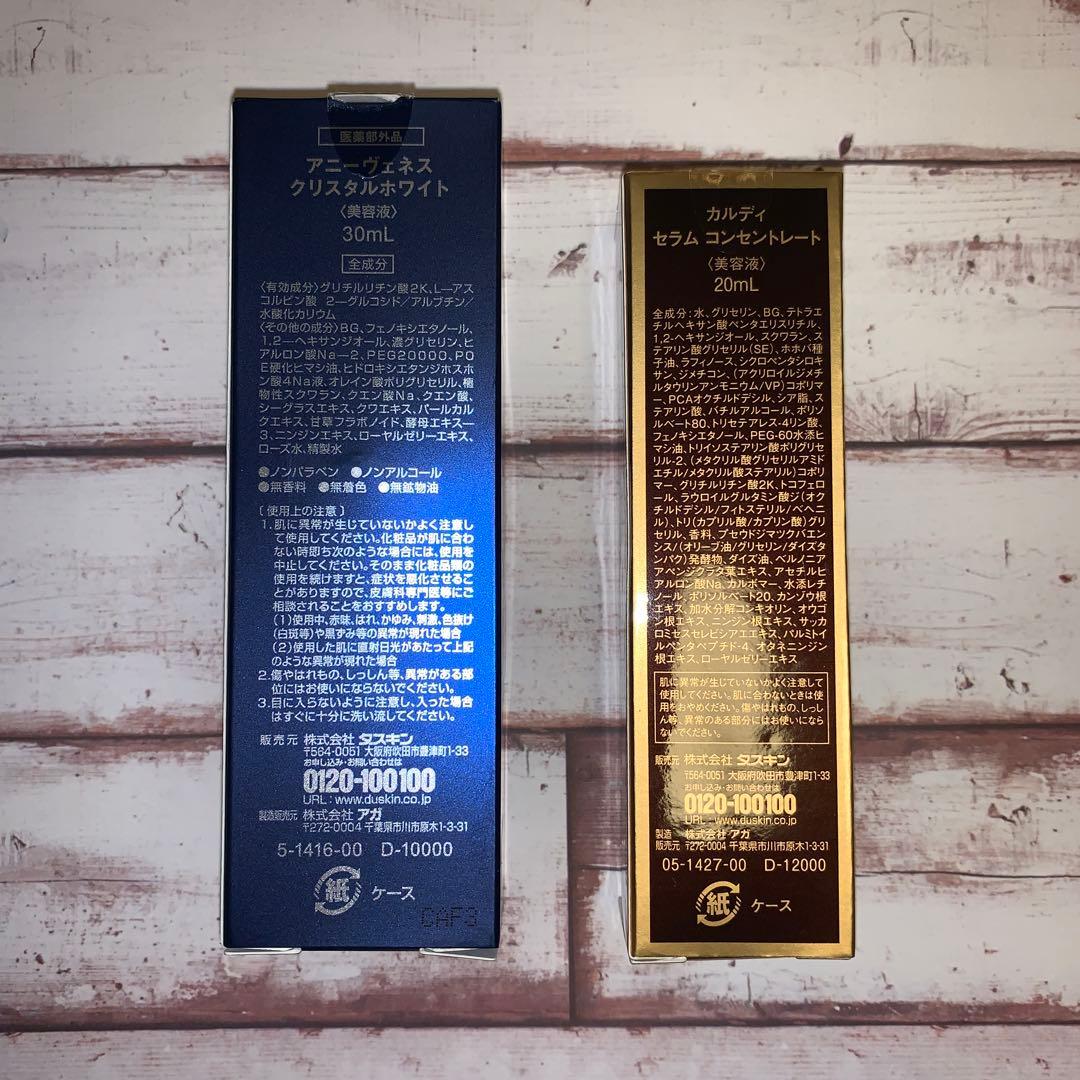 医薬部外品
アニーヴェネス
クリスタルホワイト
〈美容液〉
30mL
全成分
〈有効成分〉グリチルリチン酸2K、L−アス
コルビン酸 2−グルコシド/アルブチン/
水酸化カリウム
〈その他の成分〉BG、フェノキシエタノール、
1,2−ヘキサンジオール、濃グリセリン、ヒ
アルロン酸Na−2、PEG20000、PO
E硬化ヒマシ油、ヒドロキシエタンジホスホ
ン酸4Na液、オレイン酸ポリグリセリル、植
物性スクワラン、クエン酸Na、クエン酸、
シーグラスエキス、クワエキス、パールカル
クエキス、甘草フラボノイド、酵母エキス−
3、ニンジンエキス、ローヤルゼリーエキス、
ローズ水、精製水
●ノンパラベン ●ノンアルコール
●無香料 ●無着色 ●無鉱物油
〔使用上の注意〕
1.肌に異常が生じていないかよく注意し
て使用してください。化粧品が肌に合わ
ない時即ち次のような場合には、使用を
中止してください。そのまま化粧品類の
使用を続けますと、症状を悪化させるこ
とがありますので、皮膚科専門医等にご
相談されることをおすすめします。
(1)使用中、赤味、はれ、かゆみ、刺激、色抜け
(白斑等)や黒ずみ等の異常が現れた場合
(2)使用した肌に直射日光があたって上記
のような異常が現れた場合
2.傷やはれもの、しっしん等、異常がある部
位にはお使いにならないでください。
3.目に入らないように注意し、入った場合
はすぐに十分に洗い流してください。
販売元 株式会社 ダスキン
〒564-0051 大阪府吹田市豊津町1-33
お申し込み・お問い合わせは
0120-100100
URL:www.duskin.co.jp
製造販売元 株式会社 アガ
〒272-0004 千葉県市川市原木1-3-31
5-1416-00 D-10000
紙 ケース
CAF3
カルディ
セラム コンセントレート
〈美容液〉
20mL
全成分:水、グリセリン、BG、テトラエ
チルヘキサン酸ペンタエリスリチル、
1,2-ヘキサンジオール、スクワラン、ス
テアリン酸グリセリル(SE)、ホホバ種
子油、ラフィノース、シクロペンタシロキ
サン、ジメチコン、(アクリロイルジメチ
ルタウリンアンモニウム/VP)コポリマ
ー、PCAオクチルドデシル、シア脂、ス
テアリン酸、バチルアルコール、ポリソ
ルベート80、トリセテアレス-4リン酸、
フェノキシエタノール、PEG-60水添ヒ
マシ油、トリイソステアリン酸ポリグリセ
リル-2、(メタクリル酸グリセリルアミド
エチル/メタクリル酸ステアリル)コポリ
マー、グリチルリチン酸2K、トコフェロ
ール、ラウロイルグルタミン酸ジ(オク
チルドデシル/フィトステリル/ベヘニ
ル)、トリ(カプリル酸/カプリン酸)グリ
セリル、香料、プセウドジマツクバエン
シス/(オリーブ油/グリセリン/ダイズタ
ンパク)発酵物、ダイズ油、ベルノニア
アペンジクラタ葉エキス、アセチルヒ
アルロン酸Na、カルボマー、水添レチ
ノール、ポリソルベート20、カンゾウ根
エキス、加水分解コンキオリン、オウゴ
ン根エキス、ニンジン根エキス、サッカ
ロミセスセレビシアエエキス、パルミトイ
ルペンタペプチド-4、オタネニンジン
根エキス、ローヤルゼリーエキス
肌に異常が生じていないかよく注意して
使用してください。肌に合わないときは使
用をおやめください。傷やはれもの、しっし
ん等、異常のある部分にはお使いになら
ないでください。
販売元 株式会社 ダスキン
〒564-0051 大阪府吹田市豊津町1-33
お申し込み・お問い合わせは
0120-100100
URL:www.duskin.co.jp
製造 株式会社 アガ
販売元 〒272-0004 千葉県市川市原木1-3-31
05-1427-00 D-12000
紙 ケース